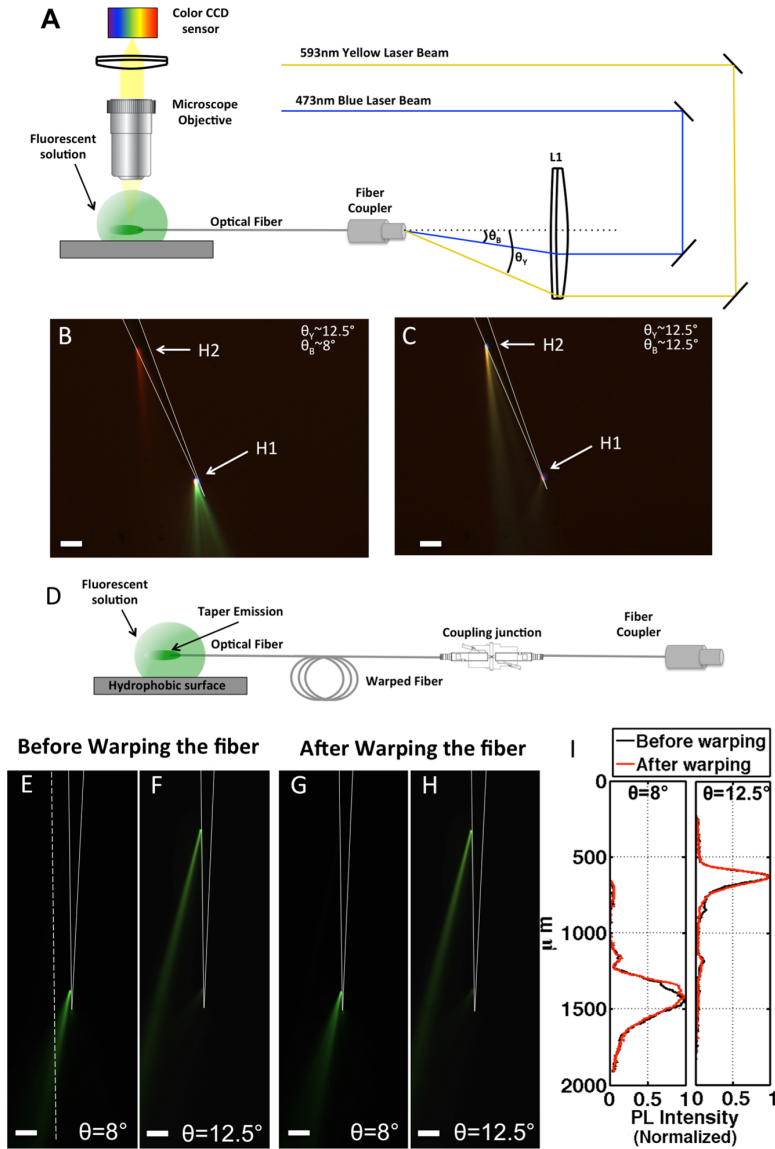 A
Color CCD
sensor
593nm Yellow Laser Beam
473nm Blue Laser Beam
Microscope
Objective
Fluorescent
solution
L1
Fiber
Coupler
Optical Fiber
θB
θY
B
θY~12.5°
θB~8°
H2
H1
C
θY~12.5°
θB~12.5°
H2
H1
D
Fluorescent
solution
Taper Emission
Optical Fiber
Coupling junction
Fiber
Coupler
Warped Fiber
Hydrophobic surface
Before Warping the fiber
After Warping the fiber
E
θ=8°
F
θ=12.5°
G
θ=8°
H
θ=12.5°
I
Before warping
After warping
θ=8°
θ=12.5°
0
500
1000
1500
2000
μm
0 0.5 1
0 0.5 1
PL Intensity
(Normalized)